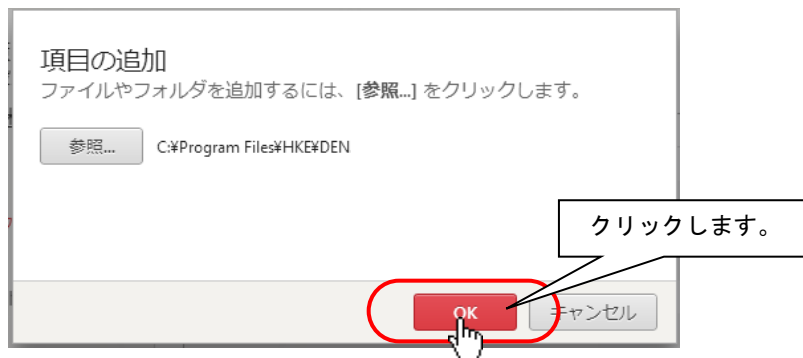 項目の追加
ファイルやフォルダを追加するには、[参照...] をクリックします。
参照... C:¥Program Files¥HKE¥DEN
クリックします。
OK キャンセル